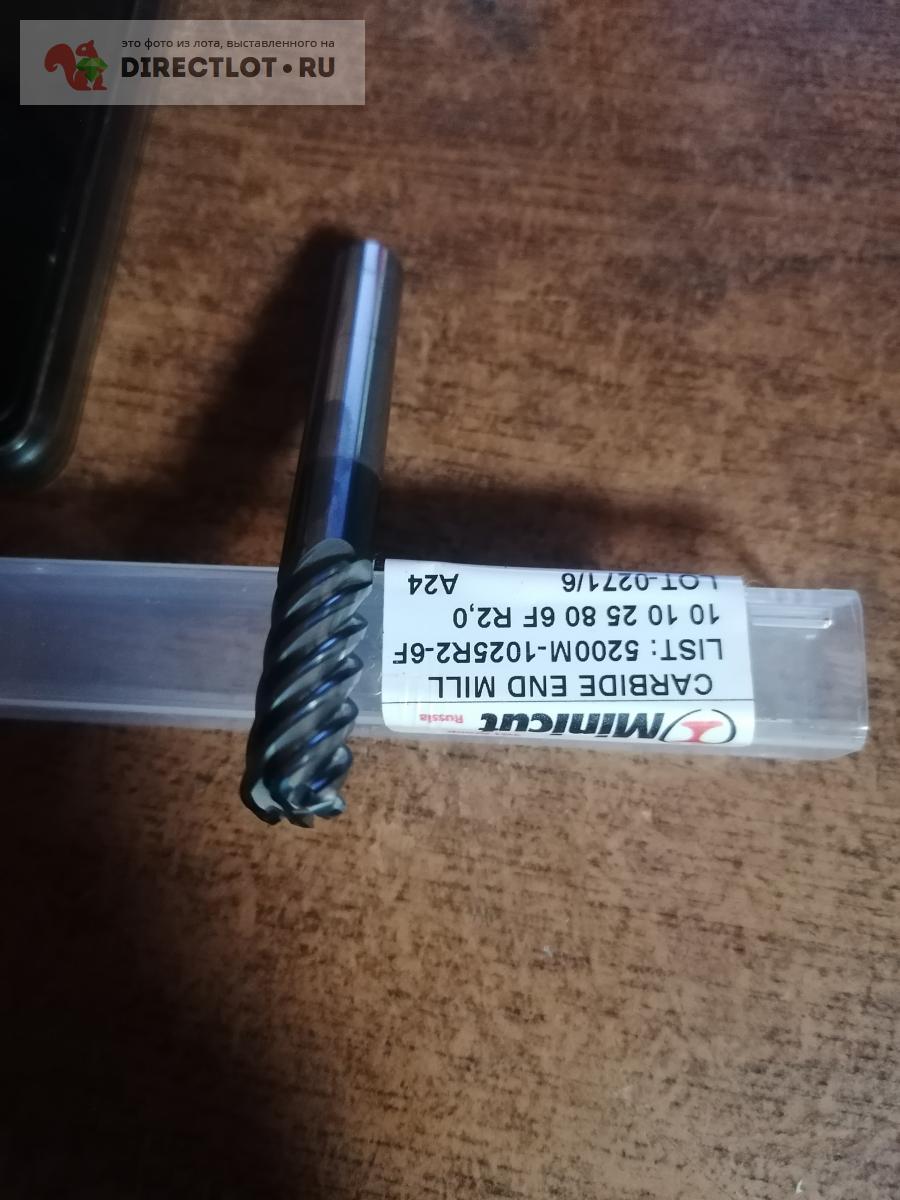 это фото из лота, выставленного на
DIRECTLOT•RU
Minicut
Russia
CARBIDE END MILL
LIST: 5200M-1025R2-6F
10 10 25 80 6F R2,0
LOT-0271/6 A24